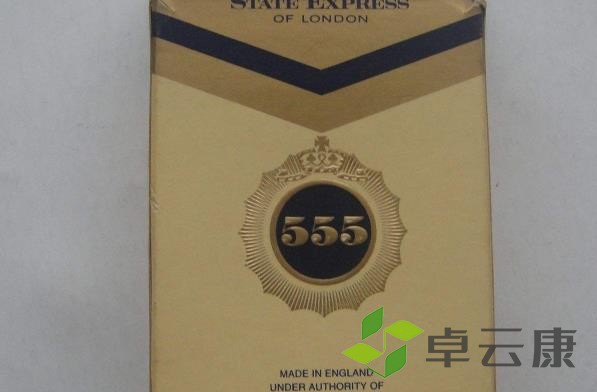 STATE EXPRESS
OF LONDON
555
MADE IN ENGLAND
UNDER AUTHORITY OF
卓云康